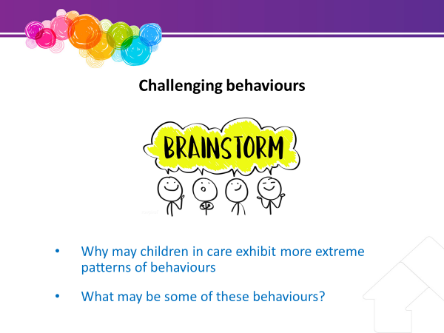 Challenging behaviours
BRAINSTORM
• Why may children in care exhibit more extreme
patterns of behaviours
• What may be some of these behaviours?